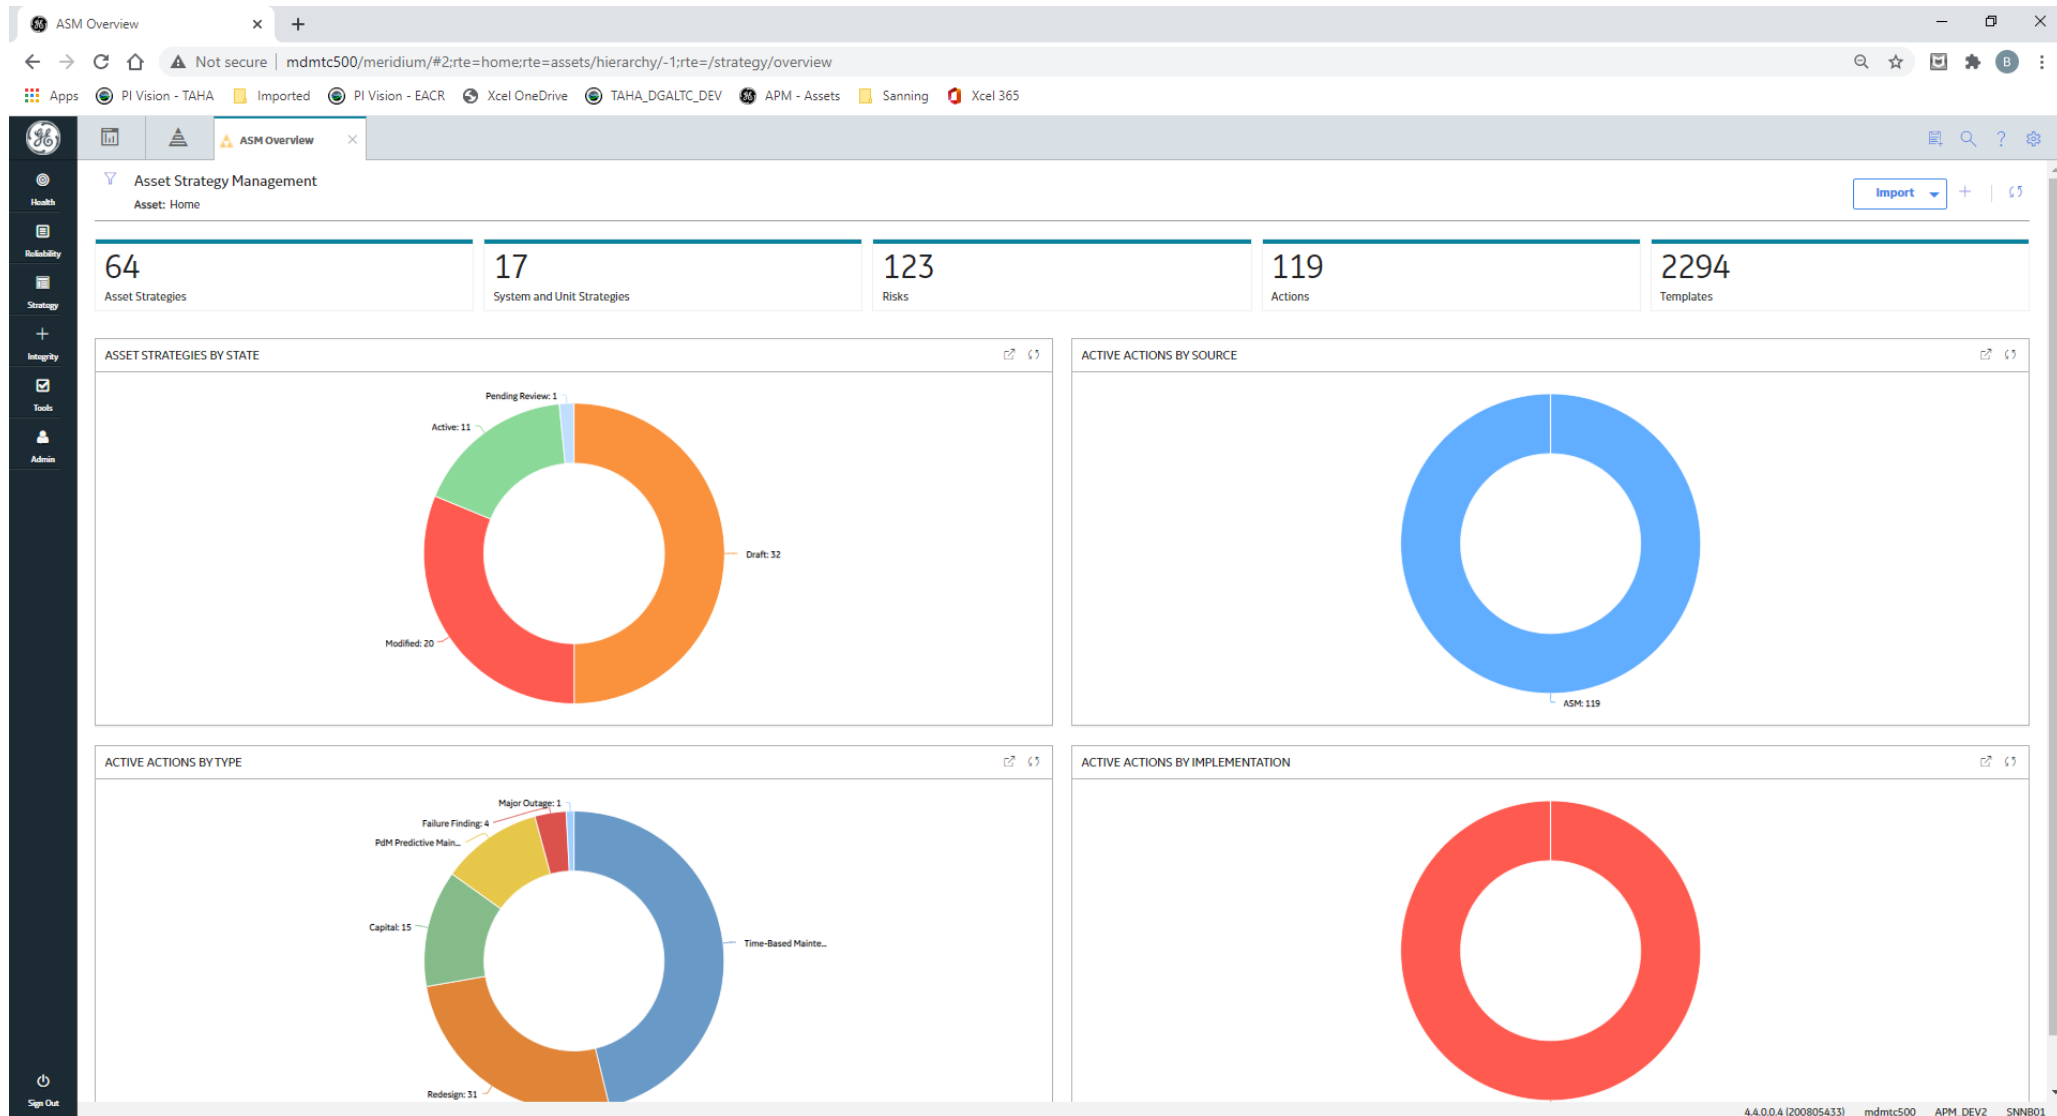 ASM Overview
Not secure | mdmtc500/meridium/#2;rte=home;rte=assets/hierarchy/-1;rte=/strategy/overview
B
Apps PI Vision - TAHA Imported PI Vision - EACR Xcel OneDrive TAHA_DGALTC_DEV APM - Assets Sanning Xcel 365
ASM Overview
Health
Reliability
Strategy
Integrity
Tools
Admin
Sign Out
Asset Strategy Management
Asset: Home
Import
64
Asset Strategies
17
System and Unit Strategies
123
Risks
119
Actions
2294
Templates
ASSET STRATEGIES BY STATE
Pending Review: 1
Active: 11
Draft: 32
Modified: 20
ACTIVE ACTIONS BY SOURCE
ASM: 119
ACTIVE ACTIONS BY TYPE
Major Outage: 1
Failure Finding: 4
PdM Predictive Main...
Capital: 15
Time-Based Mainte...
Redesign: 31
ACTIVE ACTIONS BY IMPLEMENTATION
4.4.0.0.4 (200805433) mdmtc500 APM_DEV2 SNNB01